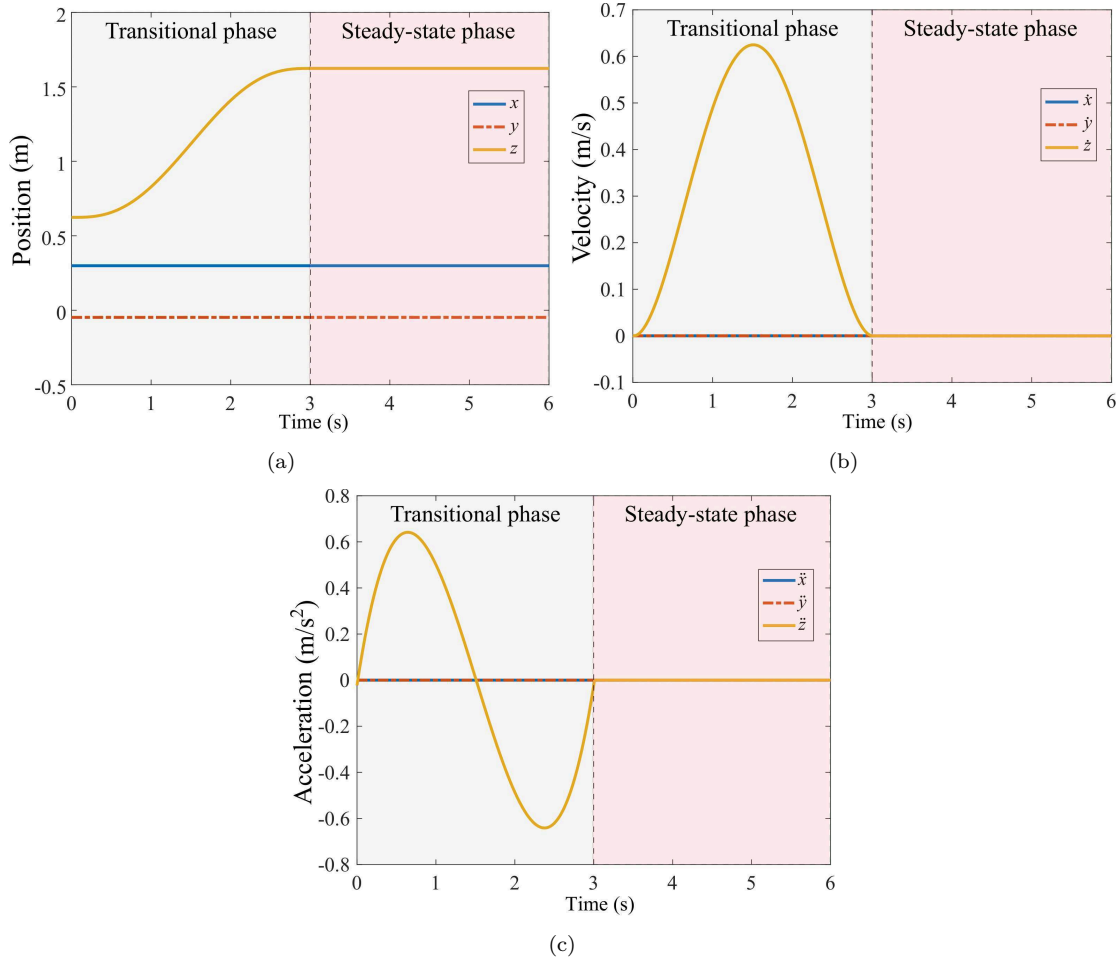 Transitional phase
Steady-state phase
2
1.5
1
0.5
0
-0.5
Position (m)
x
y
z
0 1 2 3 4 5 6
Time (s)
(a)
Transitional phase
Steady-state phase
0.7
0.6
0.5
0.4
0.3
0.2
0.1
0
-0.1
Velocity (m/s)
ẋ
ẏ
ż
0 1 2 3 4 5 6
Time (s)
(b)
Transitional phase
Steady-state phase
0.8
0.6
0.4
0.2
0
-0.2
-0.4
-0.6
-0.8
Acceleration (m/s²)
ẍ
ÿ
z̈
0 1 2 3 4 5 6
Time (s)
(c)